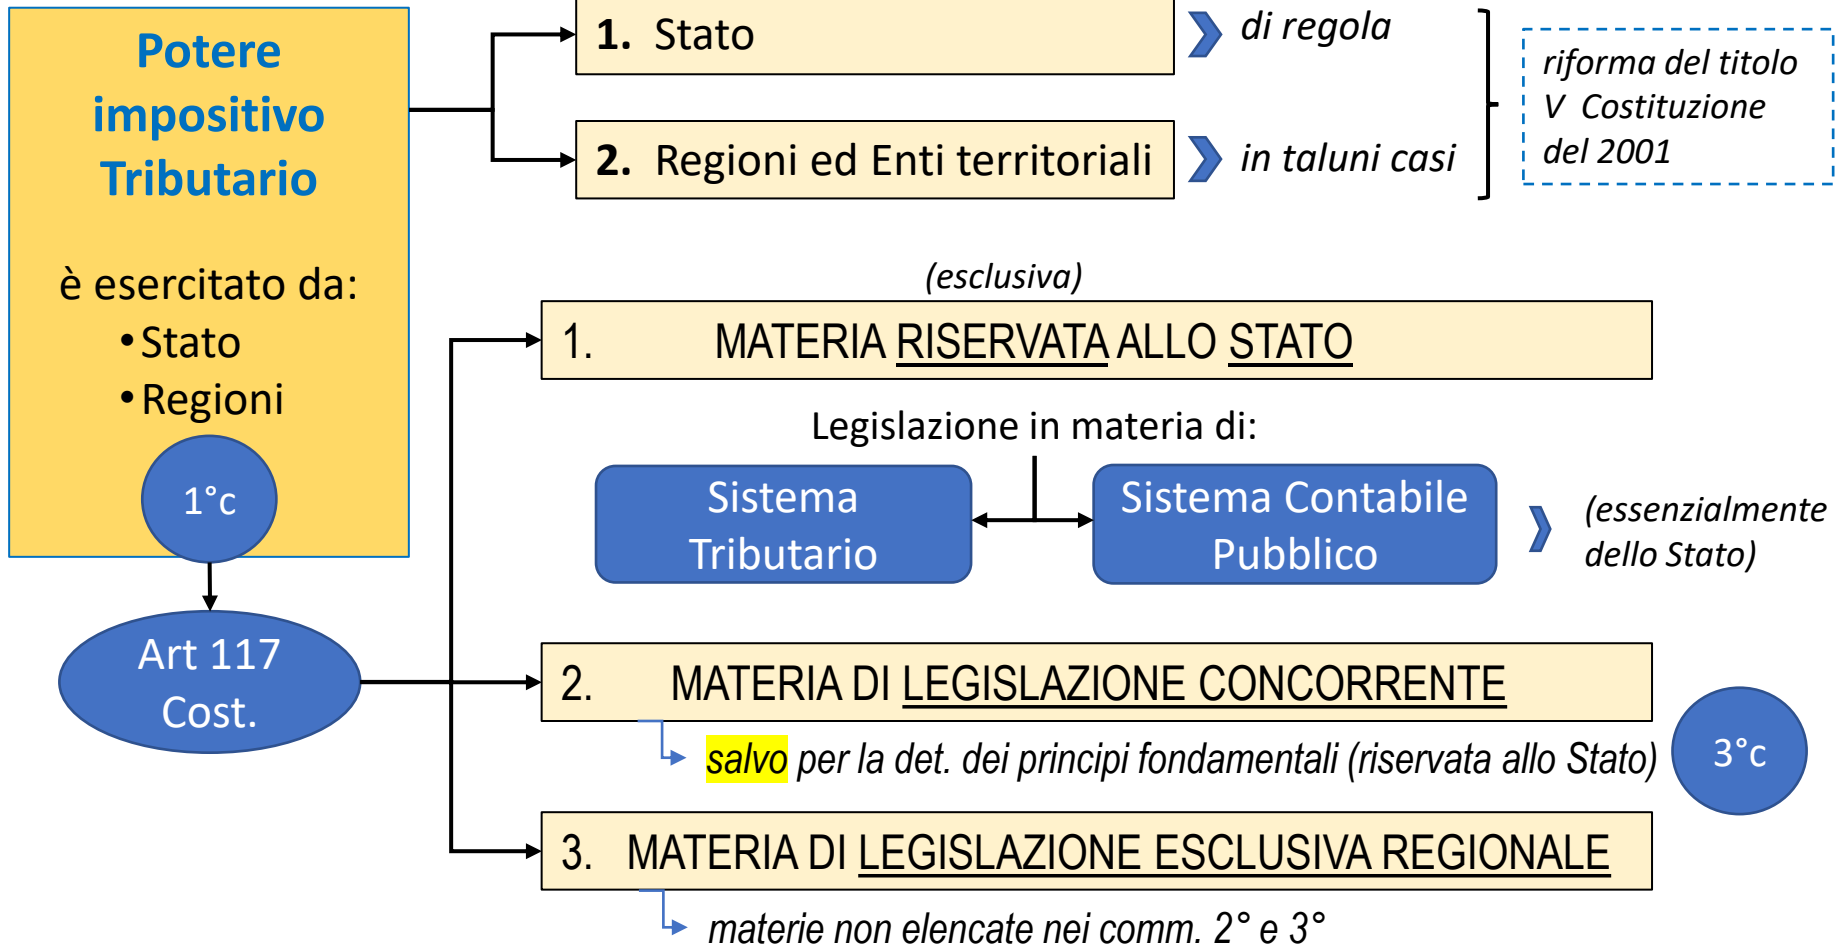 Potere
impositivo
Tributario
è esercitato da:
•Stato
•Regioni
1°c
Art 117
Cost.
1. Stato
di regola
2. Regioni ed Enti territoriali
in taluni casi
riforma del titolo
V Costituzione
del 2001
(esclusiva)
1. MATERIA RISERVATA ALLO STATO
Legislazione in materia di:
Sistema
Tributario
Sistema Contabile
Pubblico
(essenzialmente
dello Stato)
2. MATERIA DI LEGISLAZIONE CONCORRENTE
salvo per la det. dei principi fondamentali (riservata allo Stato)
3°c
3. MATERIA DI LEGISLAZIONE ESCLUSIVA REGIONALE
materie non elencate nei comm. 2° e 3°